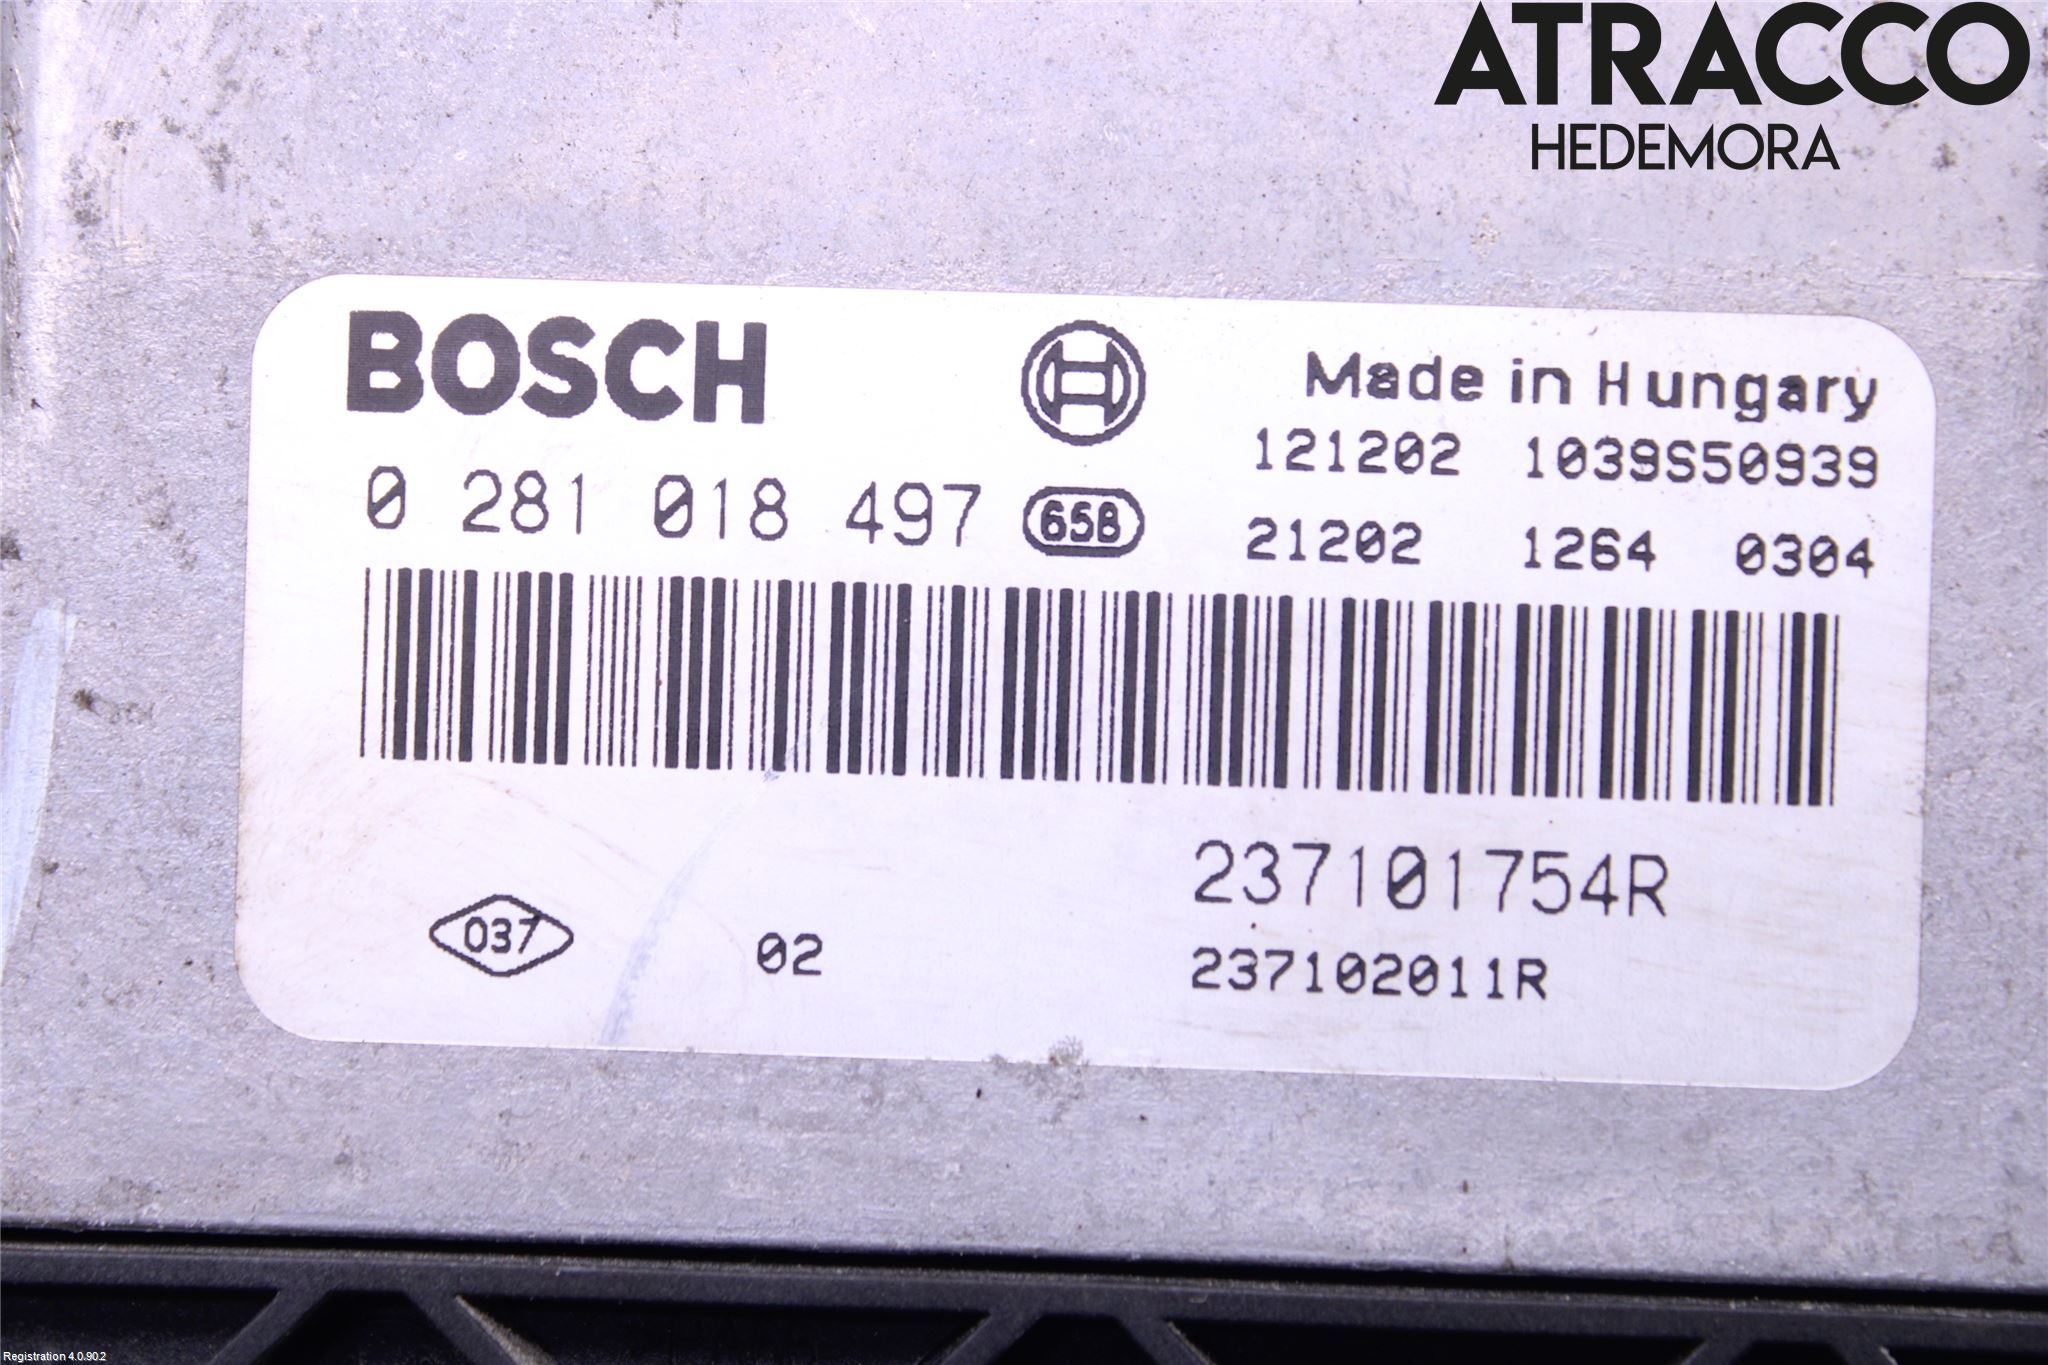 ATRACCO
HEDEMORA
BOSCH
Made in Hungary
121202 1039S50939
0 281 018 497 65B
21202 1264 0304
237101754R
037 02
237102011R
Registration 4.0.90.2